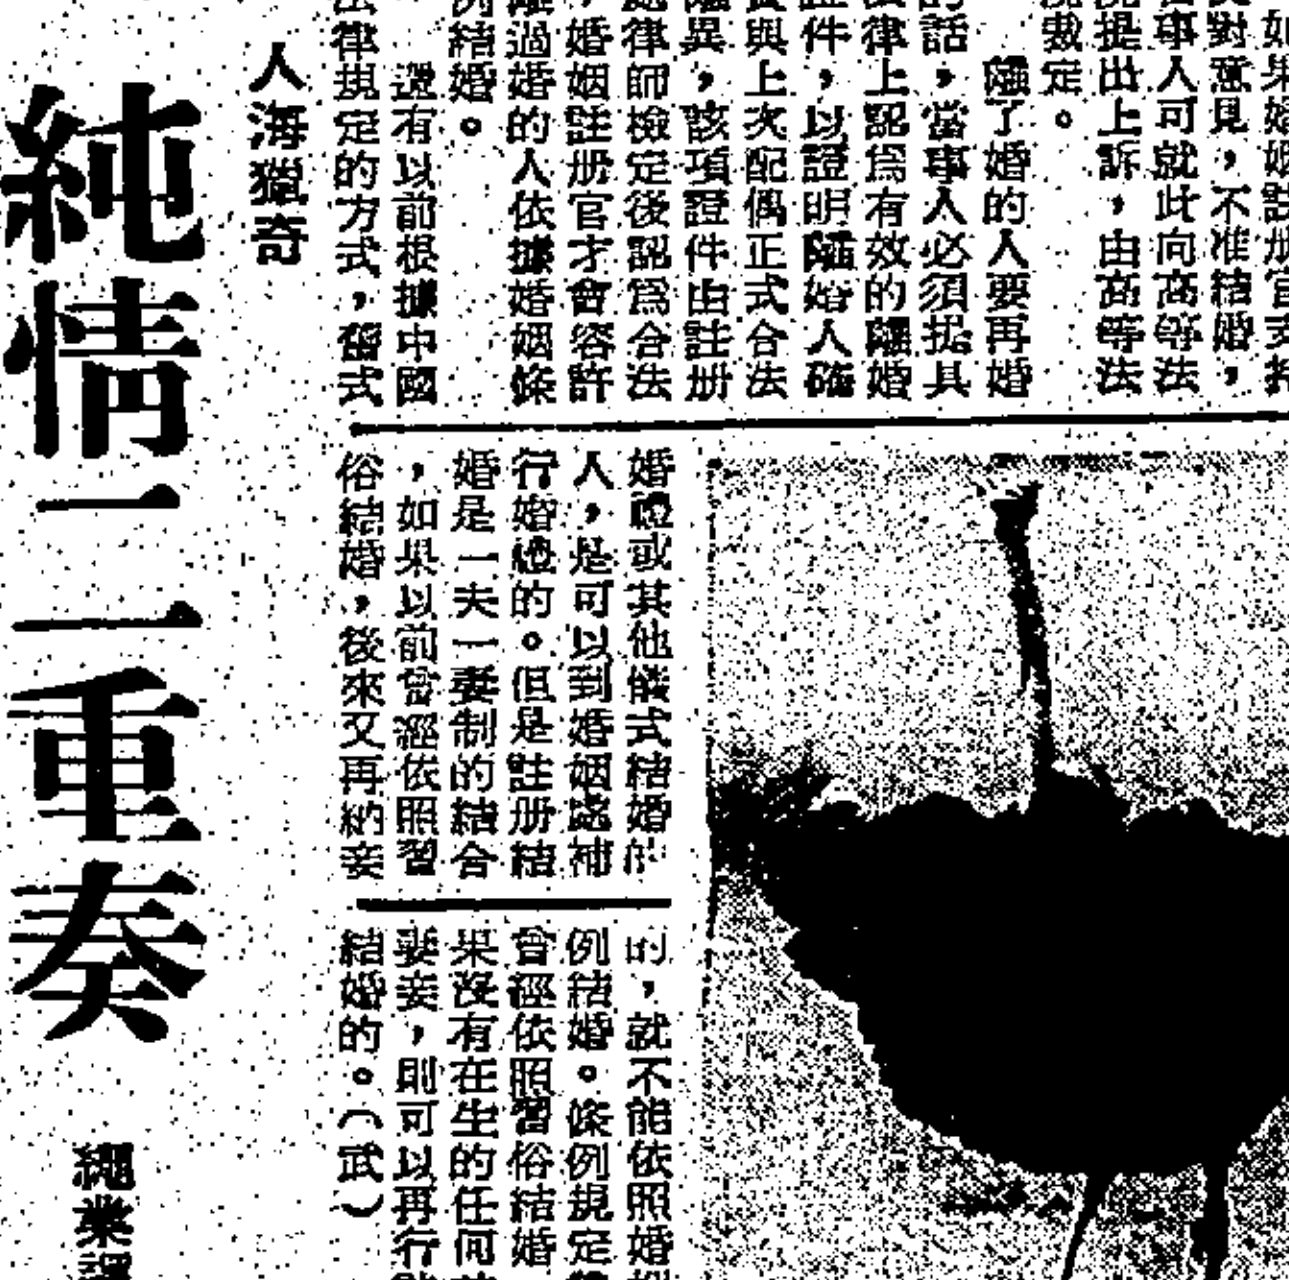 如果婚姻註册官支持
對意見，不准結婚，
事人可就此向高等法
院提出上訴，由高等法
裁定。
離了婚的人要再婚
的話，當事人必須提具
法律上認爲有效的離婚
證件，以證明離婚人確
曾與上次配偶正式合法
離異，該項證件由註册
處律師檢定後認爲合法
，婚姻註册官才會容許
離過婚的人依據婚姻條
例結婚。
還有以前根據中國
法律規定的方式，舊式
婚禮或其他儀式結婚的
人，是可以到婚姻處補
行婚禮的。但是註册結
婚是一夫一妻制的結合
，如果以前曾經依照習
俗結婚，後來又再納妾
的，就不能依照婚姻
例結婚。條例規定
曾經依照習俗結婚
果沒有在生的任何
妻妾，則可以再行
結婚的。（武）
人海獵奇
純情二重奏
繩業譯